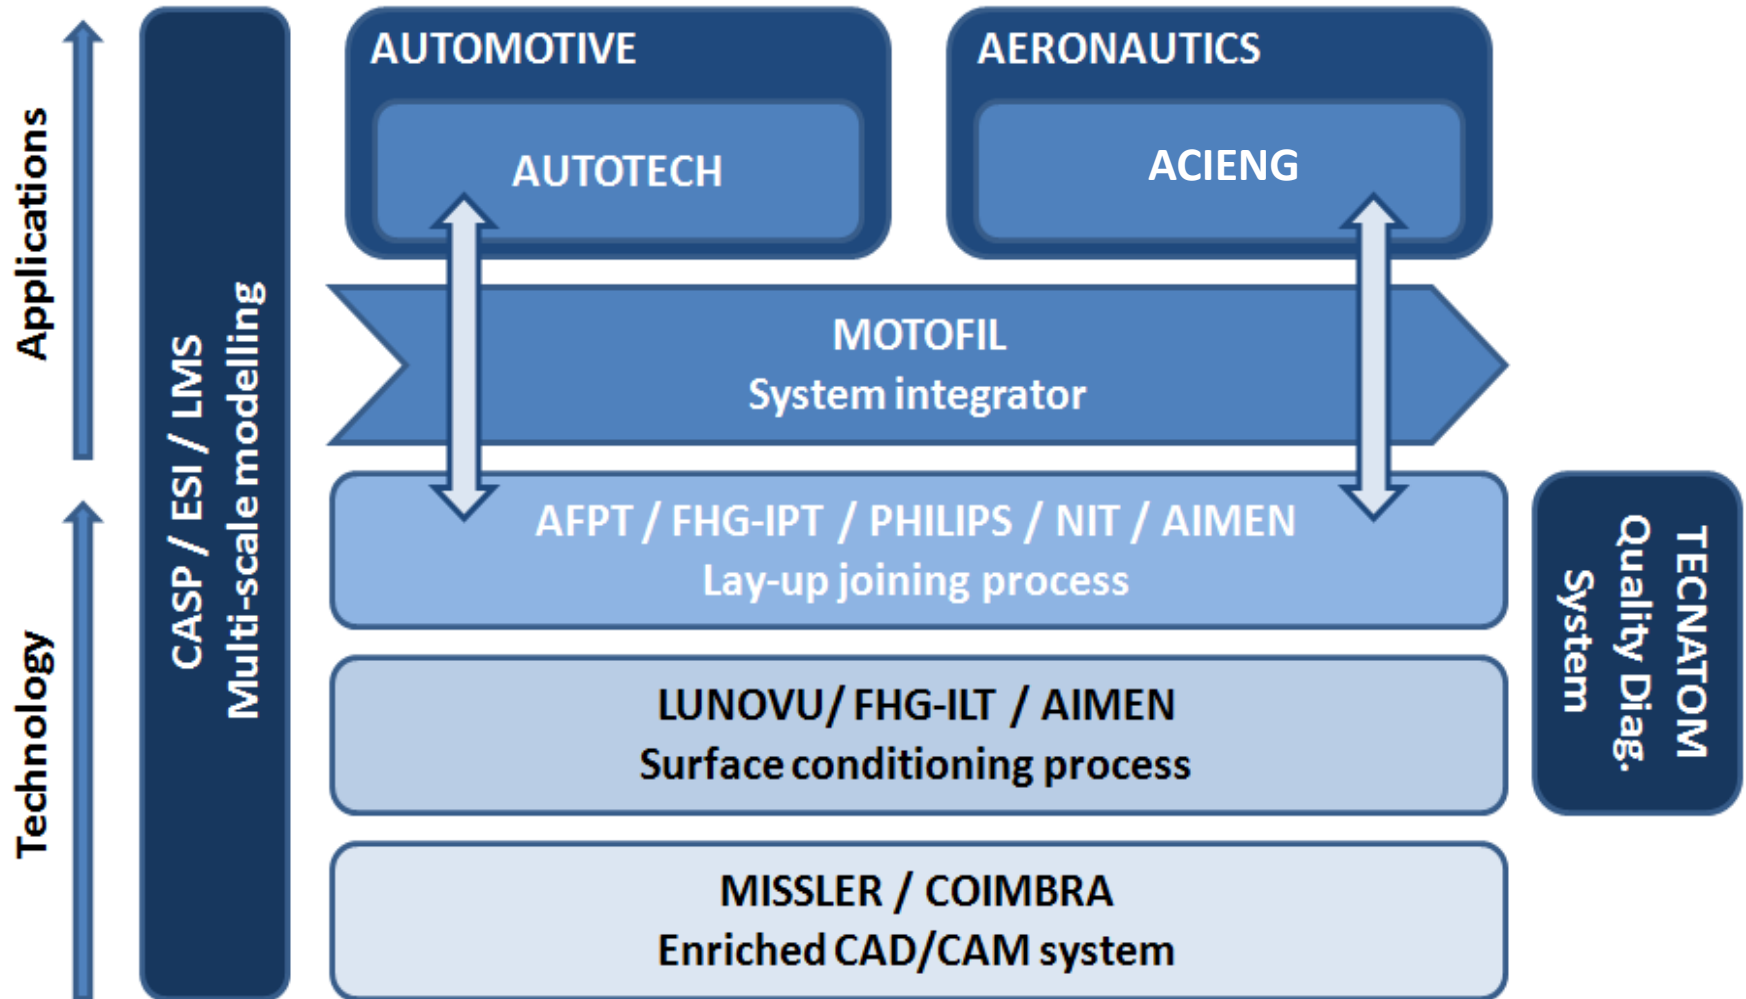 Applications
Technology
CASP / ESI / LMS
Multi-scale modelling
AUTOMOTIVE
AUTOTECH
AERONAUTICS
ACIENG
MOTOFIL
System integrator
AFPT / FHG-IPT / PHILIPS / NIT / AIMEN
Lay-up joining process
LUNOVU/ FHG-ILT / AIMEN
Surface conditioning process
MISSLER / COIMBRA
Enriched CAD/CAM system
TECNATOM
Quality Diag.
System